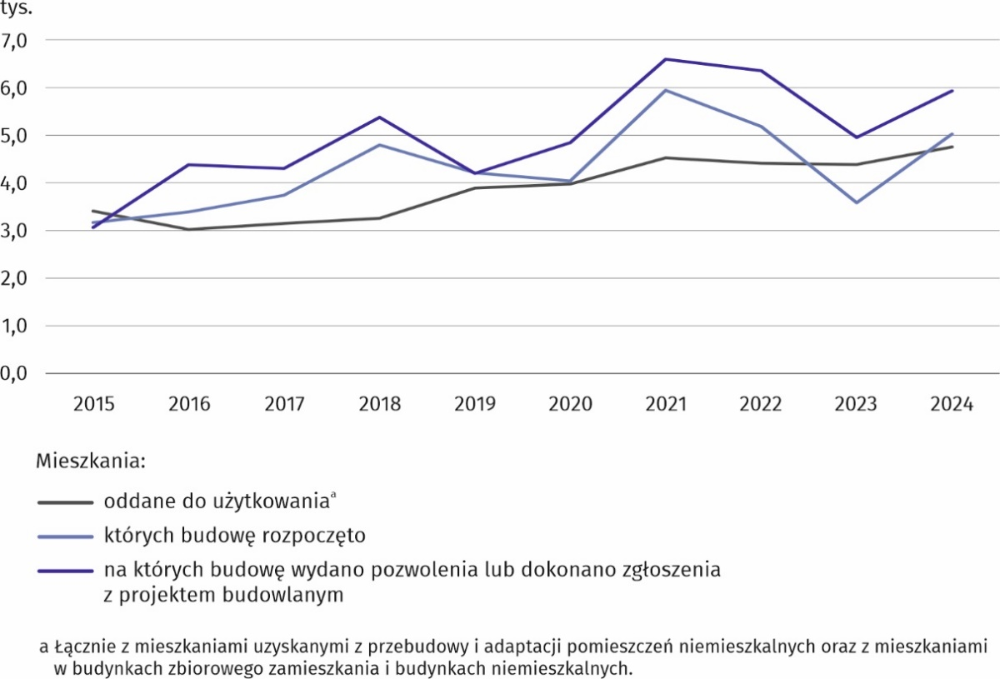 tys.
7,0
6,0
5,0
4,0
3,0
2,0
1,0
0,0
2015 2016 2017 2018 2019 2020 2021 2022 2023 2024
Mieszkania:
oddane do użytkowaniaᵃ
których budowę rozpoczęto
na których budowę wydano pozwolenia lub dokonano zgłoszenia
z projektem budowlanym
a Łącznie z mieszkaniami uzyskanymi z przebudowy i adaptacji pomieszczeń niemieszkalnych oraz z mieszkaniami
w budynkach zbiorowego zamieszkania i budynkach niemieszkalnych.